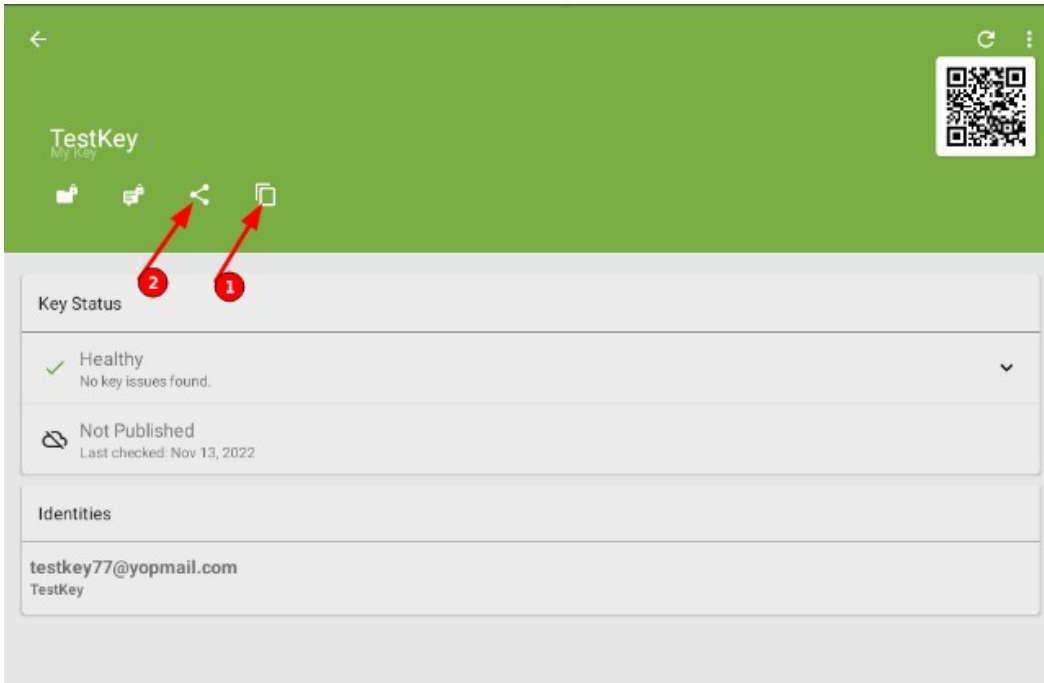 TestKey
My Key
2
1
Key Status
Healthy
No key issues found.
Not Published
Last checked: Nov 13, 2022
Identities
testkey77@yopmail.com
TestKey